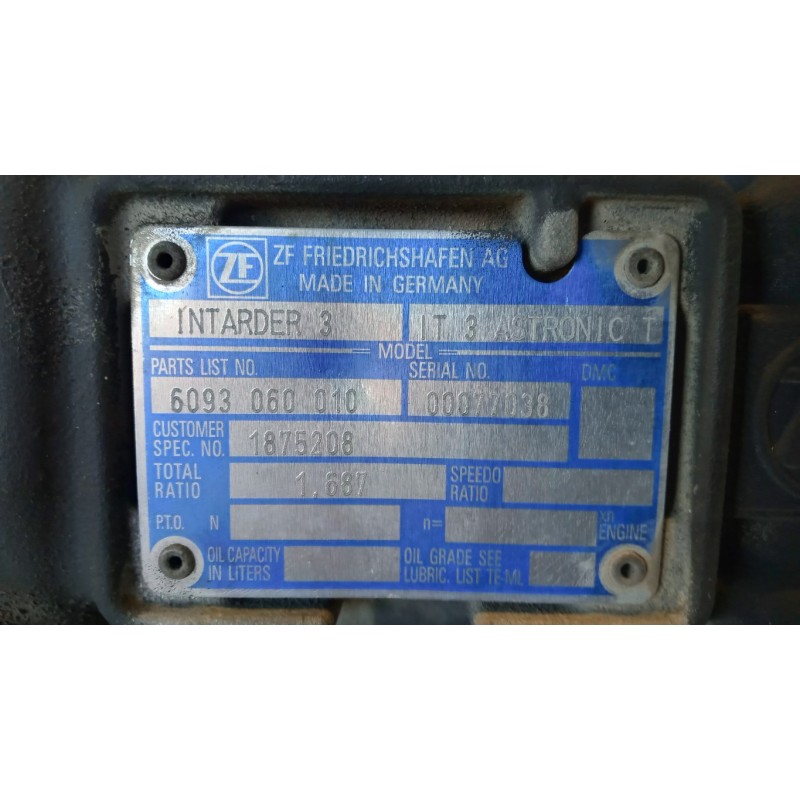 ZF FRIEDRICHSHAFEN AG
MADE IN GERMANY
INTARDER 3 IT 3 ASTRONIC T
MODEL
PARTS LIST NO. SERIAL NO. DMC
6093 060 010 00077038
CUSTOMER SPEC. NO. 1875208
TOTAL RATIO 1,687 SPEEDO RATIO
P.T.O. N n= xn ENGINE
OIL CAPACITY IN LITERS OIL GRADE SEE LUBRIC. LIST TE-ML